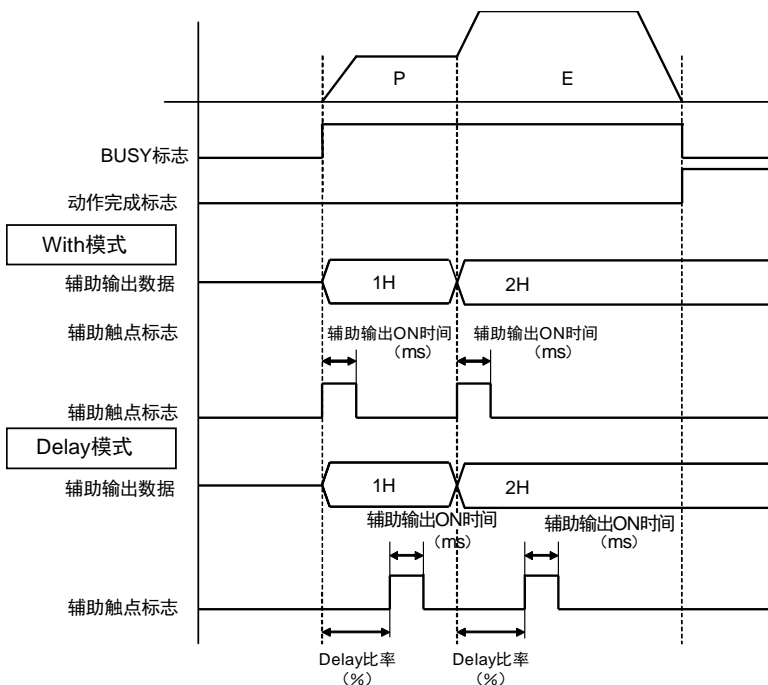 P
E
BUSY标志
动作完成标志
With模式
辅助输出数据
1H
2H
辅助触点标志
辅助输出ON时间
（ms）
辅助输出ON时间
（ms）
辅助触点标志
Delay模式
辅助输出数据
1H
2H
辅助输出ON时间
（ms）
辅助输出ON时间
（ms）
辅助触点标志
Delay比率
（%）
Delay比率
（%）